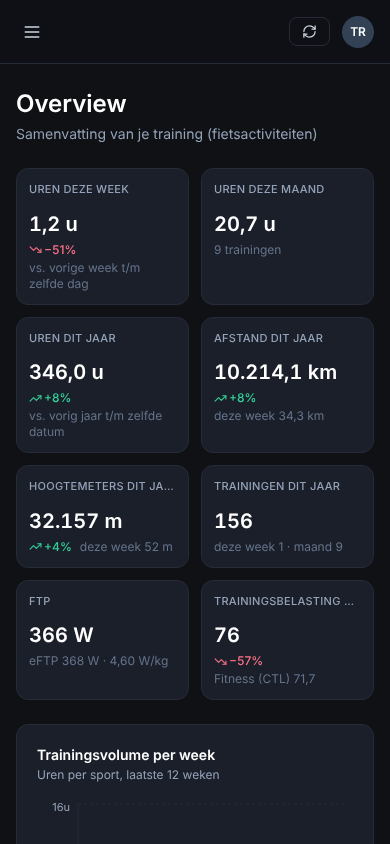 TR
Overview
Samenvatting van je training (fietsactiviteiten)
UREN DEZE WEEK
1,2 u
−51%
vs. vorige week t/m
zelfde dag
UREN DEZE MAAND
20,7 u
9 trainingen
UREN DIT JAAR
346,0 u
+8%
vs. vorig jaar t/m zelfde
datum
AFSTAND DIT JAAR
10.214,1 km
+8%
deze week 34,3 km
HOOGTEMETERS DIT JA...
32.157 m
+4% deze week 52 m
TRAININGEN DIT JAAR
156
deze week 1 · maand 9
FTP
366 W
eFTP 368 W · 4,60 W/kg
TRAININGSBELASTING ...
76
−57%
Fitness (CTL) 71,7
Trainingsvolume per week
Uren per sport, laatste 12 weken
16u